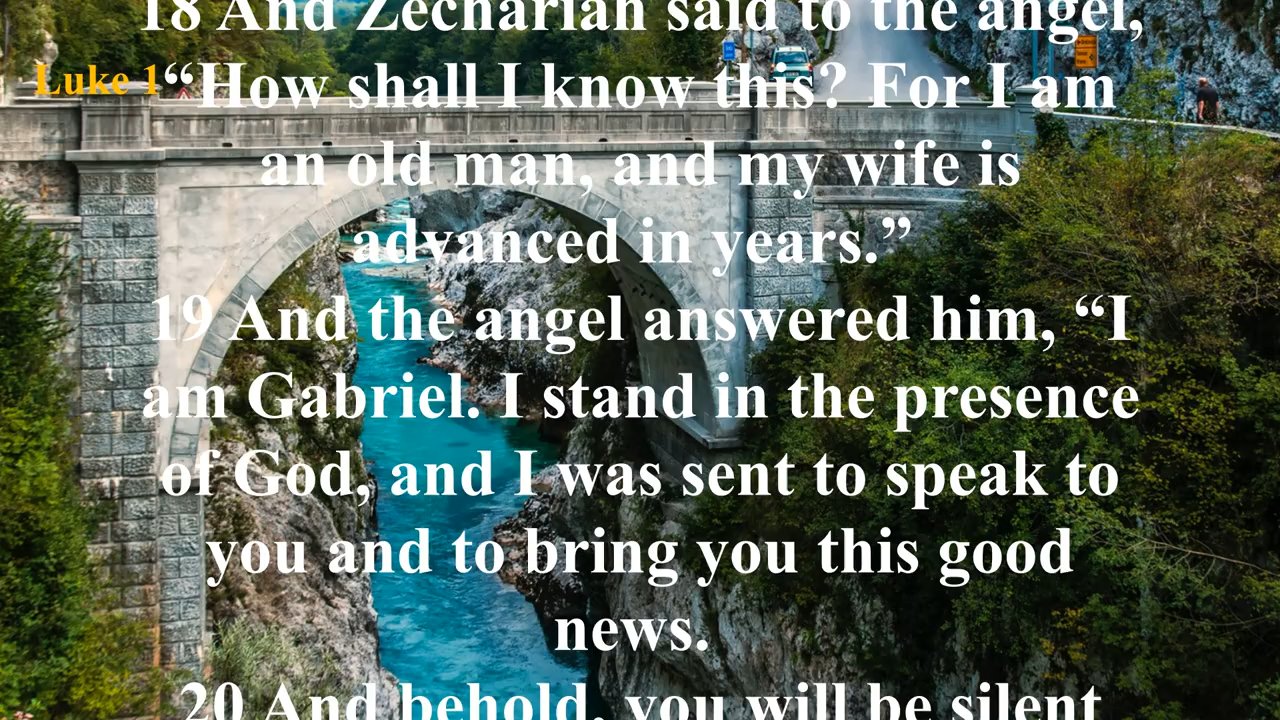 18 And Zechariah said to the angel,
Luke 1
“How shall I know this? For I am
an old man, and my wife is
advanced in years.”
19 And the angel answered him, “I
am Gabriel. I stand in the presence
of God, and I was sent to speak to
you and to bring you this good
news.
20 And behold, you will be silent